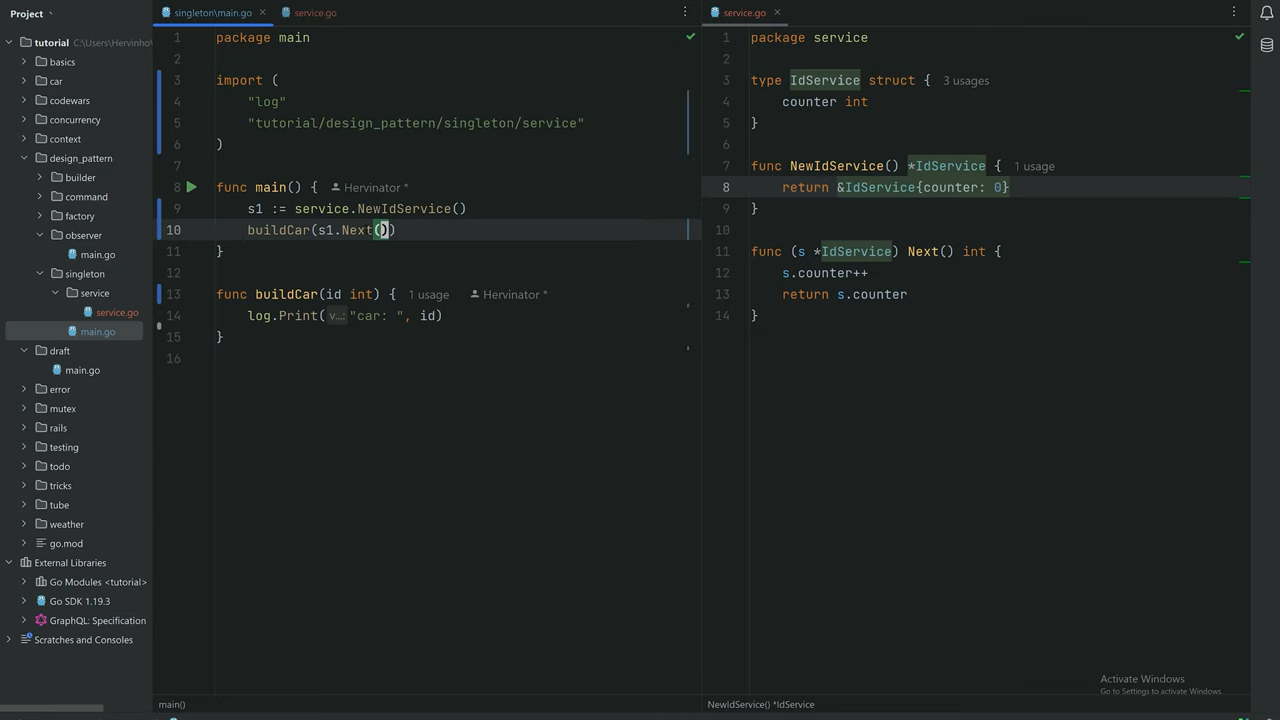 Project
tutorial C:\Users\Hervinho\
basics
car
codewars
concurrency
context
design_pattern
builder
command
factory
observer
main.go
singleton
service
service.go
main.go
draft
main.go
error
mutex
rails
testing
todo
tricks
tube
weather
go.mod
External Libraries
Go Modules <tutorial>
Go SDK 1.19.3
GraphQL: Specification
Scratches and Consoles
singleton\main.go
service.go
1 package main
2
3 import (
4 "log"
5 "tutorial/design_pattern/singleton/service"
6 )
7
8 func main() { Hervinator *
9 s1 := service.NewIdService()
10 buildCar(s1.Next())
11 }
12
13 func buildCar(id int) { 1 usage Hervinator *
14 log.Print( v…: "car: ", id)
15 }
16
main()
service.go
1 package service
2
3 type IdService struct { 3 usages
4 counter int
5 }
6
7 func NewIdService() *IdService { 1 usage
8 return &IdService{counter: 0}
9 }
10
11 func (s *IdService) Next() int {
12 s.counter++
13 return s.counter
14 }
Activate Windows
Go to Settings to activate Windows.
NewIdService() *IdService